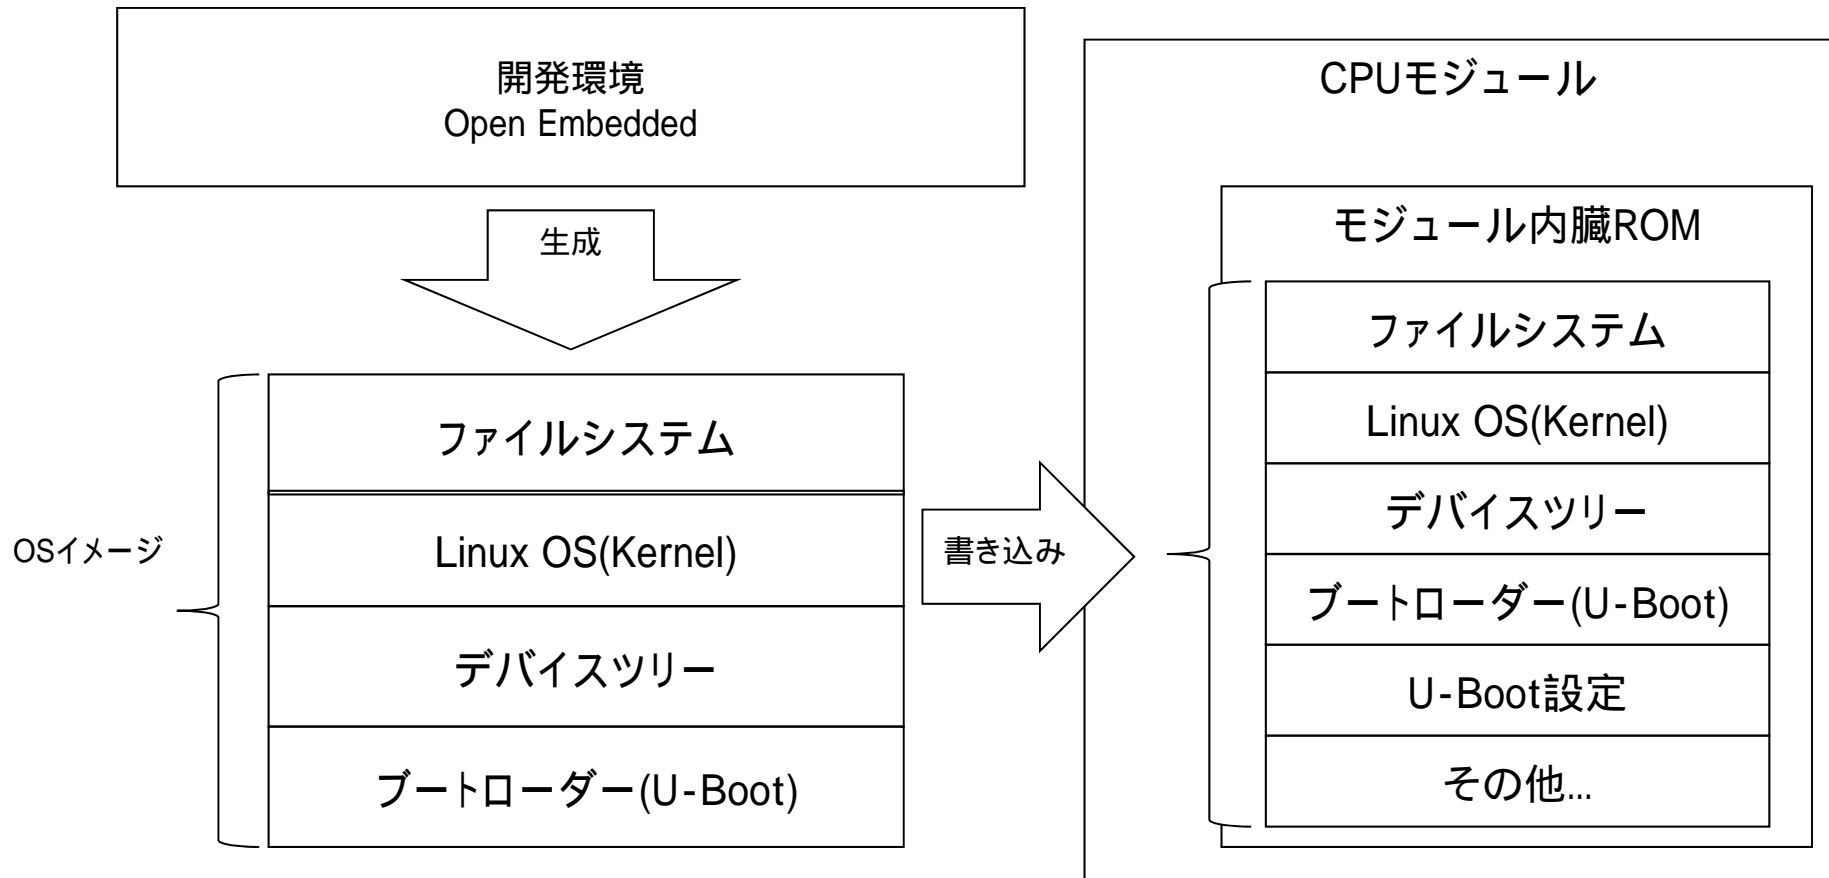 開発環境
Open Embedded
生成
OSイメージ
ファイルシステム
Linux OS(Kernel)
デバイスツリー
ブートローダー(U-Boot)
書き込み
CPUモジュール
モジュール内臓ROM
ファイルシステム
Linux OS(Kernel)
デバイスツリー
ブートローダー(U-Boot)
U-Boot設定
その他...